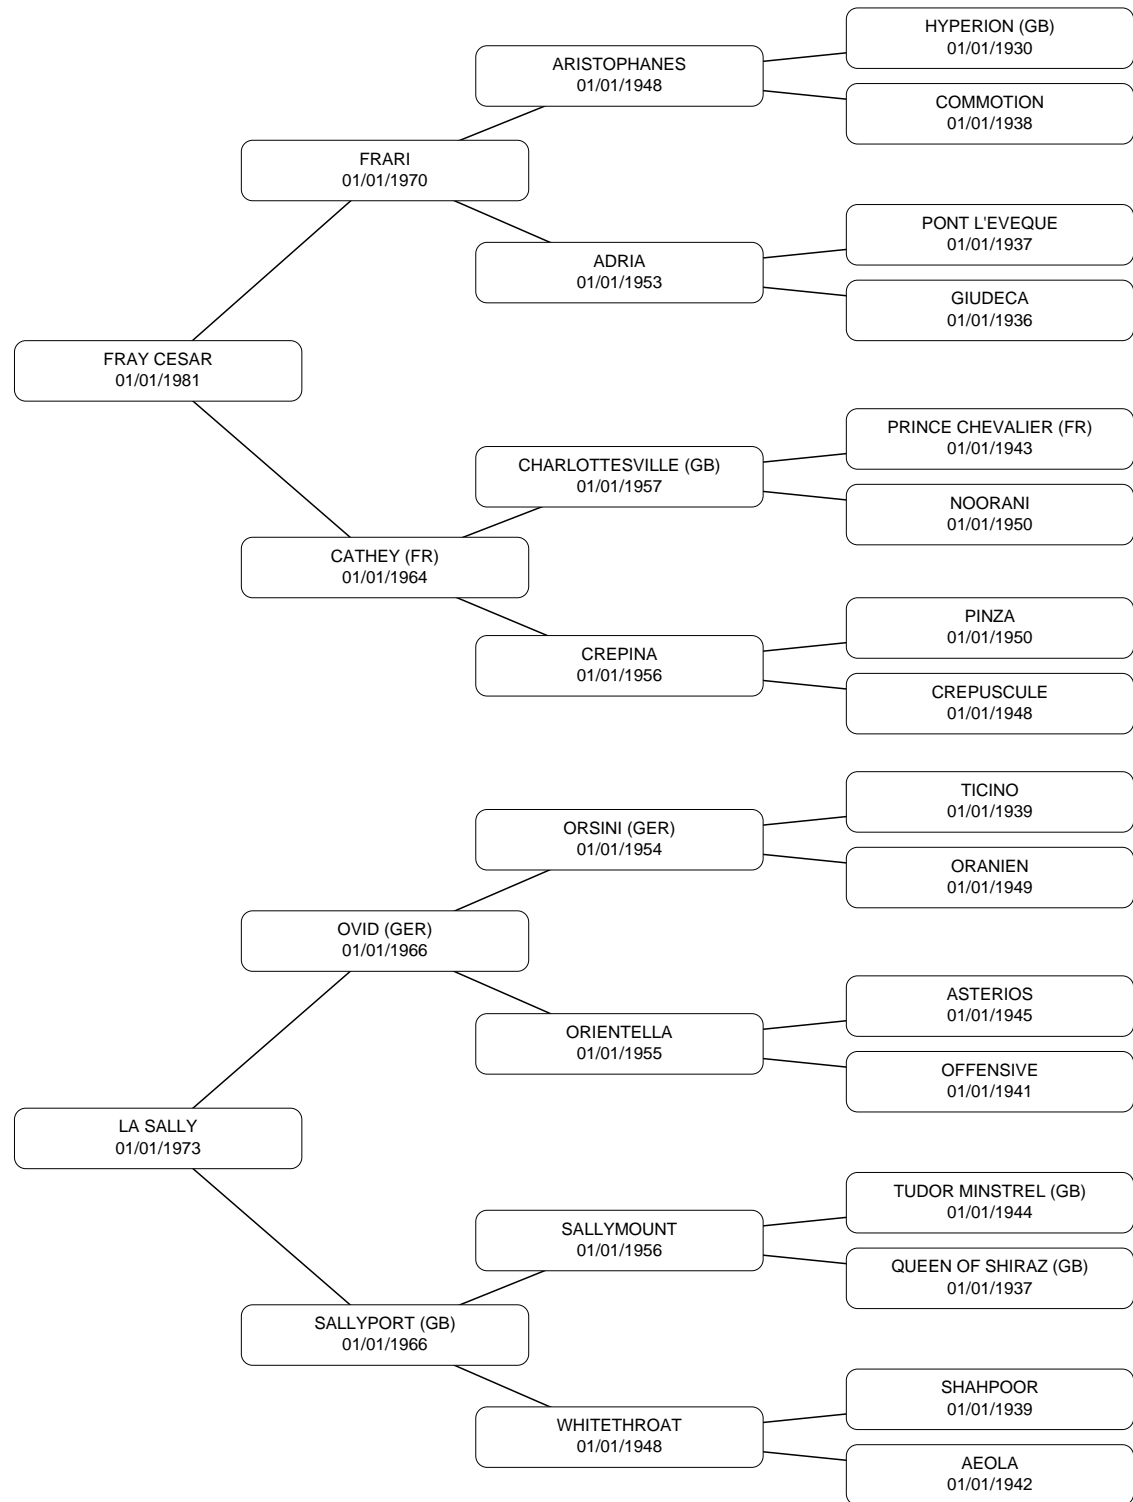 HYPERION (GB)
01/01/1930
ARISTOPHANES
01/01/1948
COMMOTION
01/01/1938
FRARI
01/01/1970
PONT L'EVEQUE
01/01/1937
ADRIA
01/01/1953
GIUDECA
01/01/1936
FRAY CESAR
01/01/1981
PRINCE CHEVALIER (FR)
01/01/1943
CHARLOTTESVILLE (GB)
01/01/1957
NOORANI
01/01/1950
CATHEY (FR)
01/01/1964
PINZA
01/01/1950
CREPINA
01/01/1956
CREPUSCULE
01/01/1948
TICINO
01/01/1939
ORSINI (GER)
01/01/1954
ORANIEN
01/01/1949
OVID (GER)
01/01/1966
ASTERIOS
01/01/1945
ORIENTELLA
01/01/1955
OFFENSIVE
01/01/1941
LA SALLY
01/01/1973
TUDOR MINSTREL (GB)
01/01/1944
SALLYMOUNT
01/01/1956
QUEEN OF SHIRAZ (GB)
01/01/1937
SALLYPORT (GB)
01/01/1966
SHAHPOOR
01/01/1939
WHITETHROAT
01/01/1948
AEOLA
01/01/1942